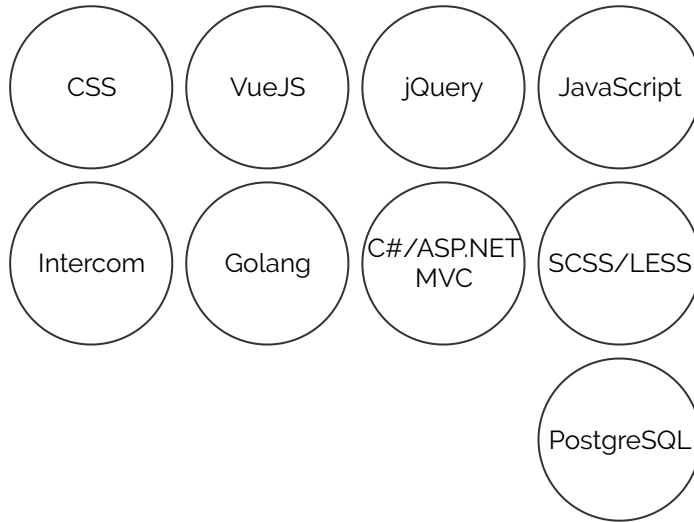 CSS
VueJS
jQuery
JavaScript
Intercom
Golang
C#/ASP.NET
MVC
SCSS/LESS
PostgreSQL